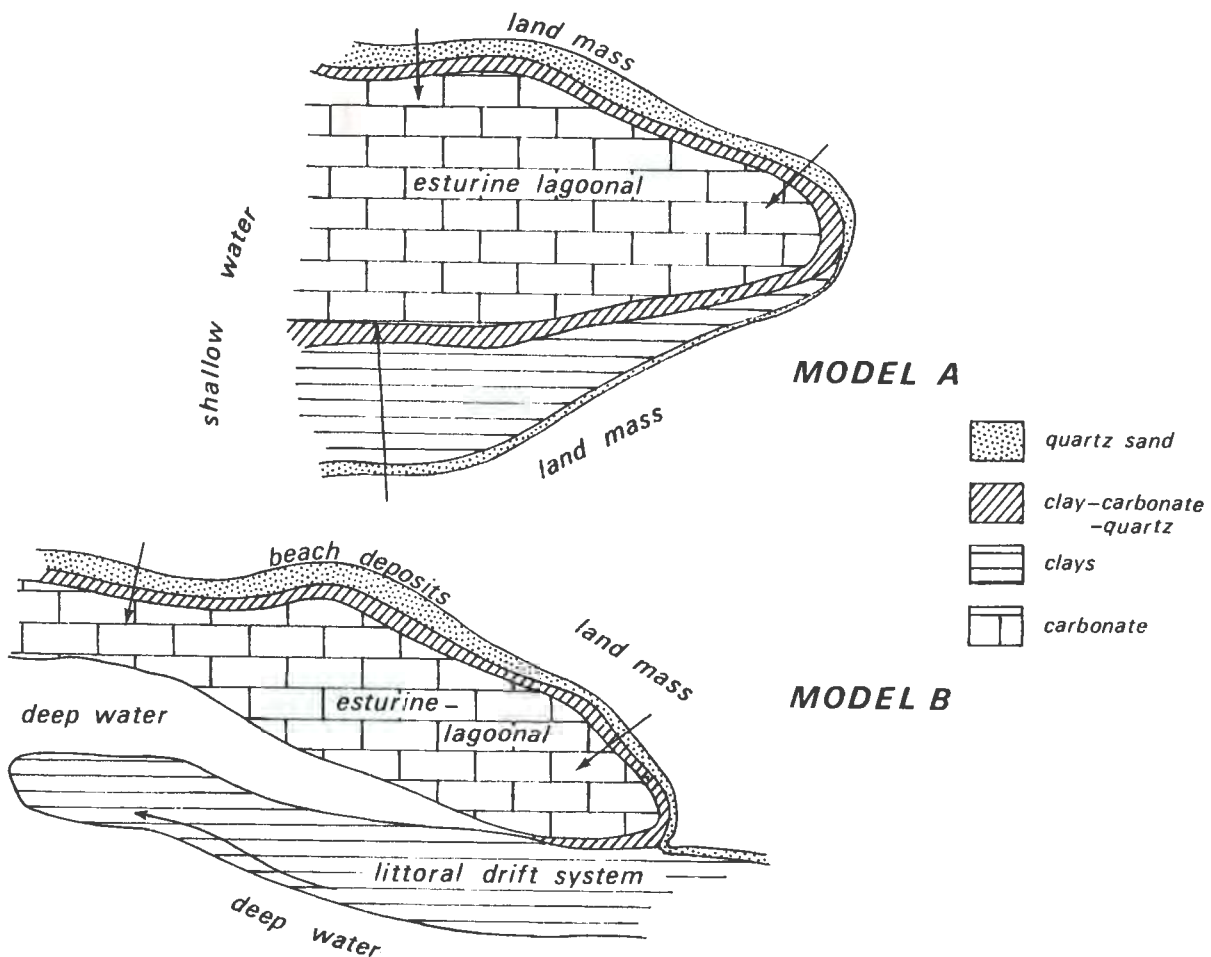 land mass
esturine lagoonal
shallow water
land mass
MODEL A
quartz sand
clay-carbonate
-quartz
clays
carbonate
beach deposits
land mass
MODEL B
esturine-
lagoonal
deep water
littoral drift system
deep water